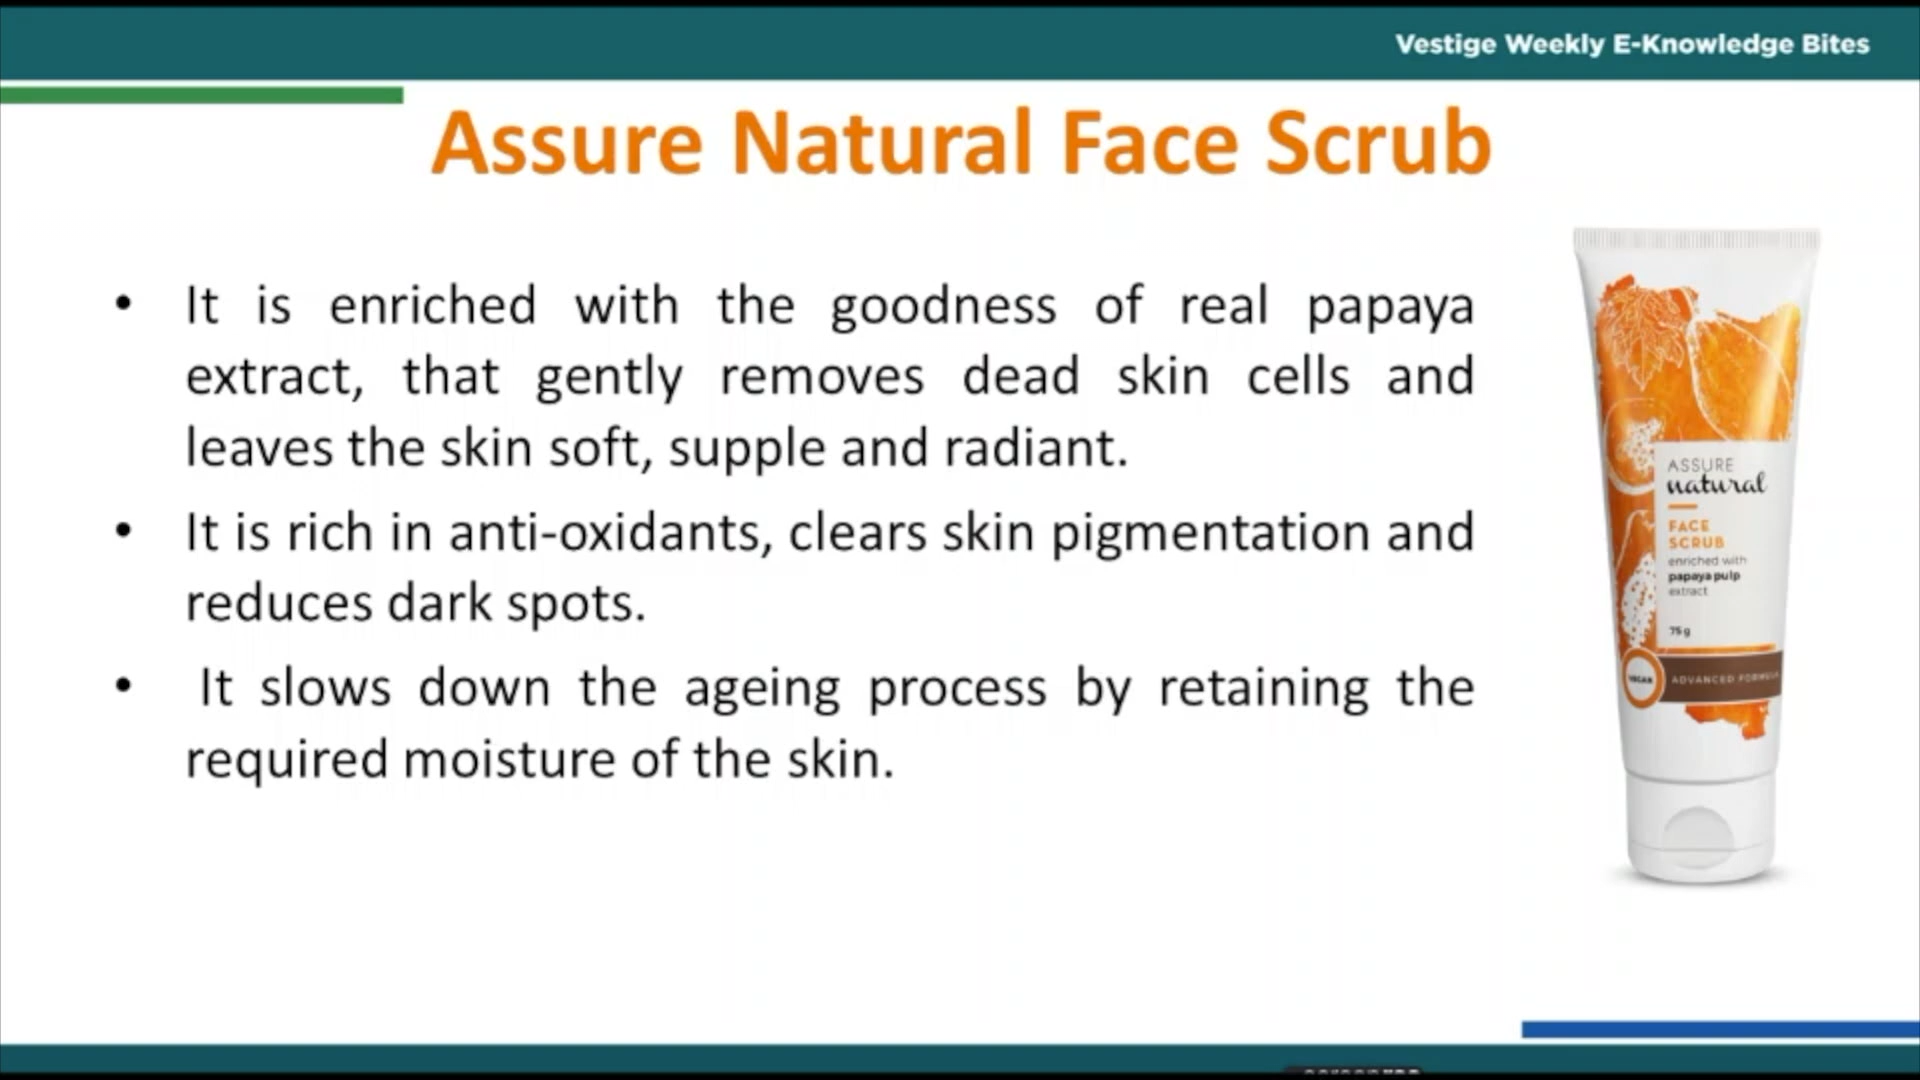 Vestige Weekly E-Knowledge Bites
Assure Natural Face Scrub
• It is enriched with the goodness of real papaya
extract, that gently removes dead skin cells and
leaves the skin soft, supple and radiant.
• It is rich in anti-oxidants, clears skin pigmentation and
reduces dark spots.
• It slows down the ageing process by retaining the
required moisture of the skin.
ASSURE
natural
FACE
SCRUB
enriched with
papaya pulp
extract
75 g
VEGAN
ADVANCED FORMULA